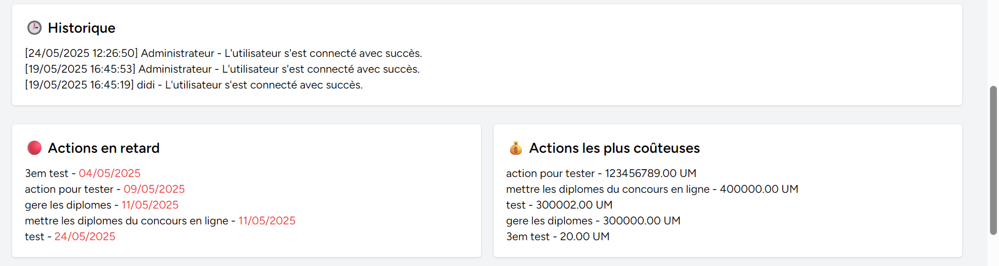 Historique
[24/05/2025 12:26:50] Administrateur - L'utilisateur s'est connecté avec succès.
[19/05/2025 16:45:53] Administrateur - L'utilisateur s'est connecté avec succès.
[19/05/2025 16:45:19] didi - L'utilisateur s'est connecté avec succès.
Actions en retard
3em test - 04/05/2025
action pour tester - 09/05/2025
gere les diplomes - 11/05/2025
mettre les diplomes du concours en ligne - 11/05/2025
test - 24/05/2025
Actions les plus coûteuses
action pour tester - 123456789.00 UM
mettre les diplomes du concours en ligne - 400000.00 UM
test - 300002.00 UM
gere les diplomes - 300000.00 UM
3em test - 20.00 UM